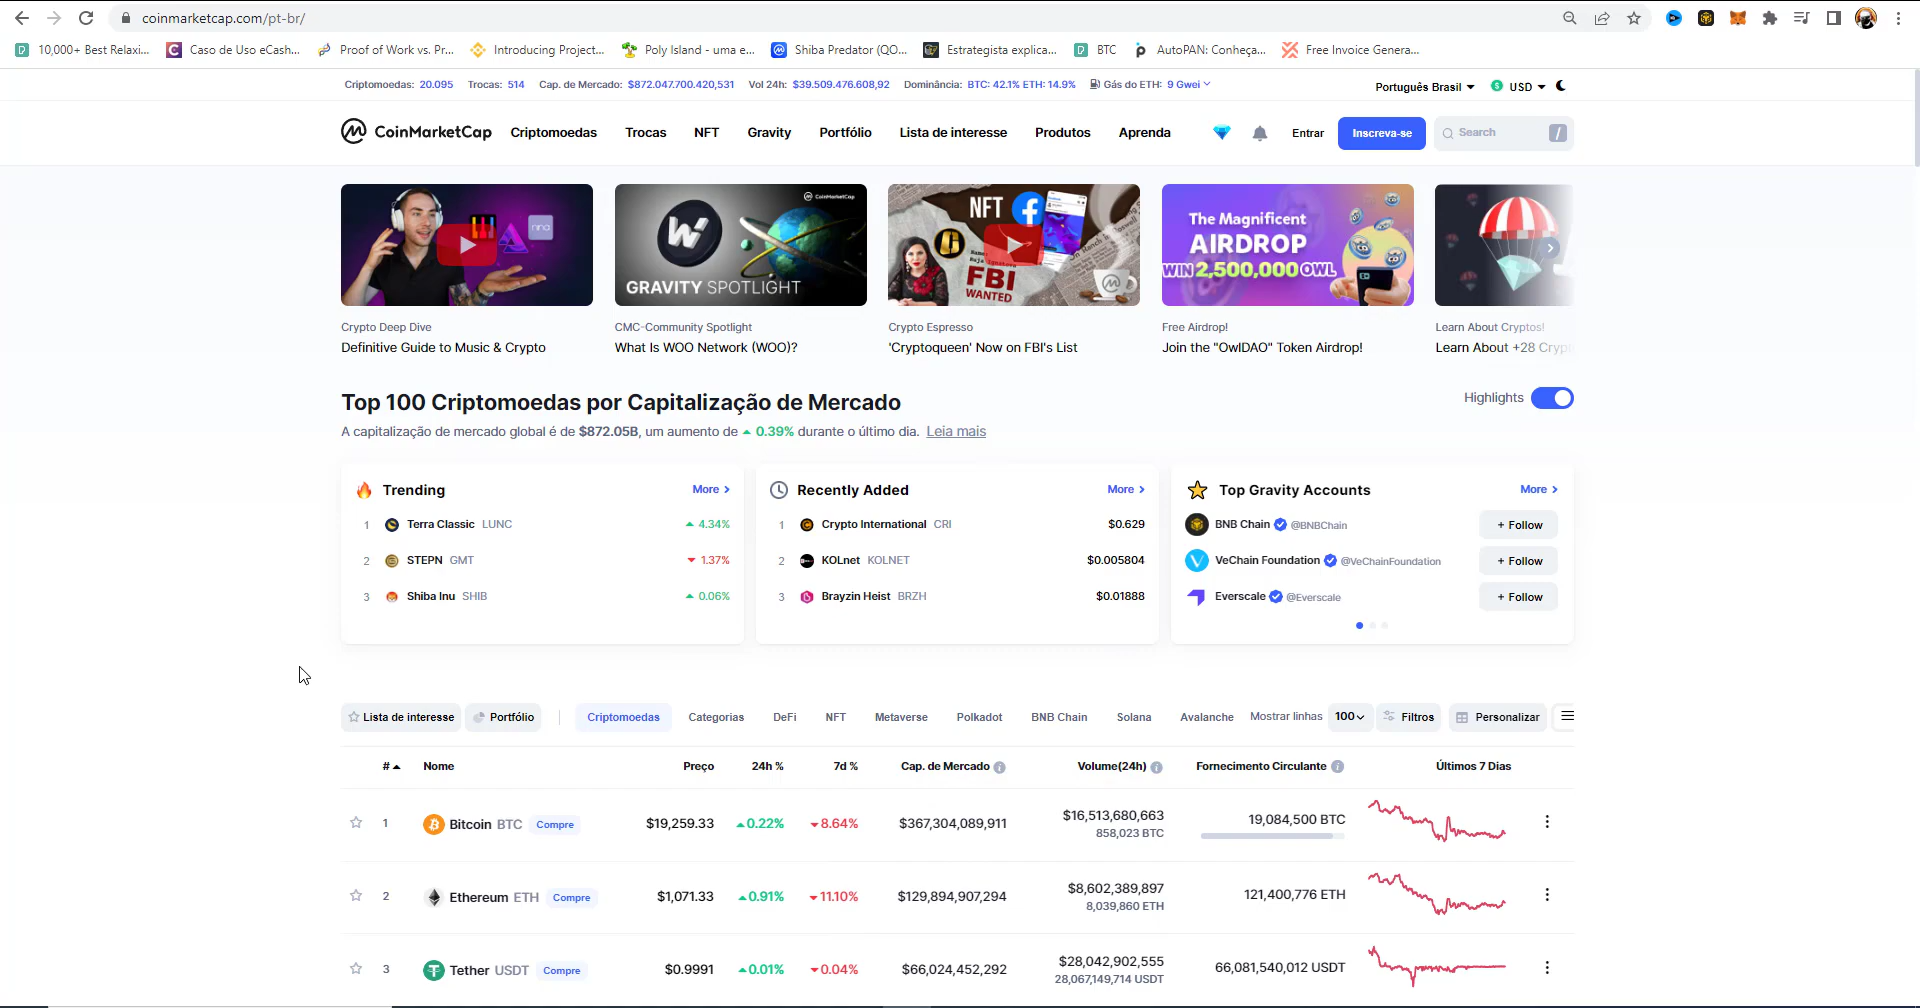 coinmarketcap.com/pt-br/
10,000+ Best Relaxi...
Caso de Uso eCash...
Proof of Work vs. Pr...
Introducing Project...
Poly Island - uma e...
Shiba Predator (QO...
Estrategista explica...
BTC
AutoPAN: Conheça...
Free Invoice Genera...
Criptomoedas: 20.095 Trocas: 514 Cap. de Mercado: $872.047.700.420,531 Vol 24h: $39.509.476.608,92 Dominância: BTC: 42.1% ETH: 14.9% Gás do ETH: 9 Gwei
Português Brasil
$ USD
CoinMarketCap
Criptomoedas Trocas NFT Gravity Portfólio Lista de interesse Produtos Aprenda
Entrar
Inscreva-se
Search /
CoinMarketCap
GRAVITY SPOTLIGHT
NFT
FBI
WANTED
The Magnificent
AIRDROP
WIN 2,500,000 OWL
Crypto Deep Dive
Definitive Guide to Music & Crypto
CMC-Community Spotlight
What Is WOO Network (WOO)?
Crypto Espresso
'Cryptoqueen' Now on FBI's List
Free Airdrop!
Join the "OwlDAO" Token Airdrop!
Learn About Cryptos!
Learn About +28 Crypt
Top 100 Criptomoedas por Capitalização de Mercado
Highlights
A capitalização de mercado global é de $872.05B, um aumento de 0.39% durante o último dia. Leia mais
Trending
More
1 Terra Classic LUNC 4.34%
2 STEPN GMT 1.37%
3 Shiba Inu SHIB 0.06%
Recently Added
More
1 Crypto International CRI $0.629
2 KOLnet KOLNET $0.005804
3 Brayzin Heist BRZH $0.01888
Top Gravity Accounts
More
BNB Chain @BNBChain + Follow
VeChain Foundation @VeChainFoundation + Follow
Everscale @Everscale + Follow
Lista de interesse Portfólio Criptomoedas Categorias DeFi NFT Metaverse Polkadot BNB Chain Solana Avalanche Mostrar linhas 100 Filtros Personalizar
# Nome Preço 24h % 7d % Cap. de Mercado Volume(24h) Fornecimento Circulante Últimos 7 Dias
1 Bitcoin BTC Compre $19,259.33 0.22% 8.64% $367,304,089,911 $16,513,680,663 19,084,500 BTC
858,023 BTC
2 Ethereum ETH Compre $1,071.33 0.91% 11.10% $129,894,907,294 $8,602,389,897 121,400,776 ETH
8,039,860 ETH
3 Tether USDT Compre $0.9991 0.01% 0.04% $66,024,452,292 $28,042,902,555 66,081,540,012 USDT
28,067,149,714 USDT